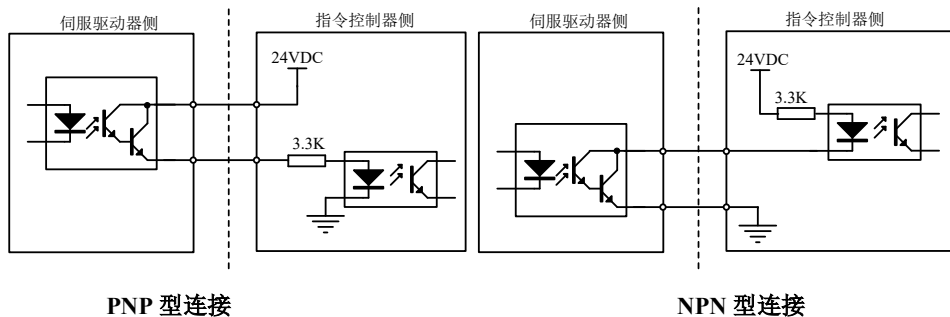 伺服驱动器侧
指令控制器侧
24VDC
3.3K
PNP 型连接
伺服驱动器侧
指令控制器侧
24VDC
3.3K
NPN 型连接